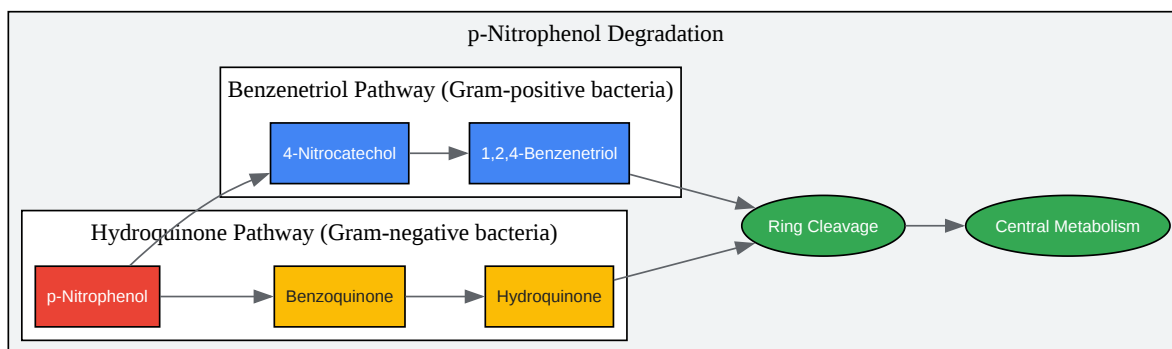 p-Nitrophenol Degradation
Benzenetriol Pathway (Gram-positive bacteria)
4-Nitrocatechol
1,2,4-Benzenetriol
Ring Cleavage
Central Metabolism
Hydroquinone Pathway (Gram-negative bacteria)
p-Nitrophenol
Benzoquinone
Hydroquinone